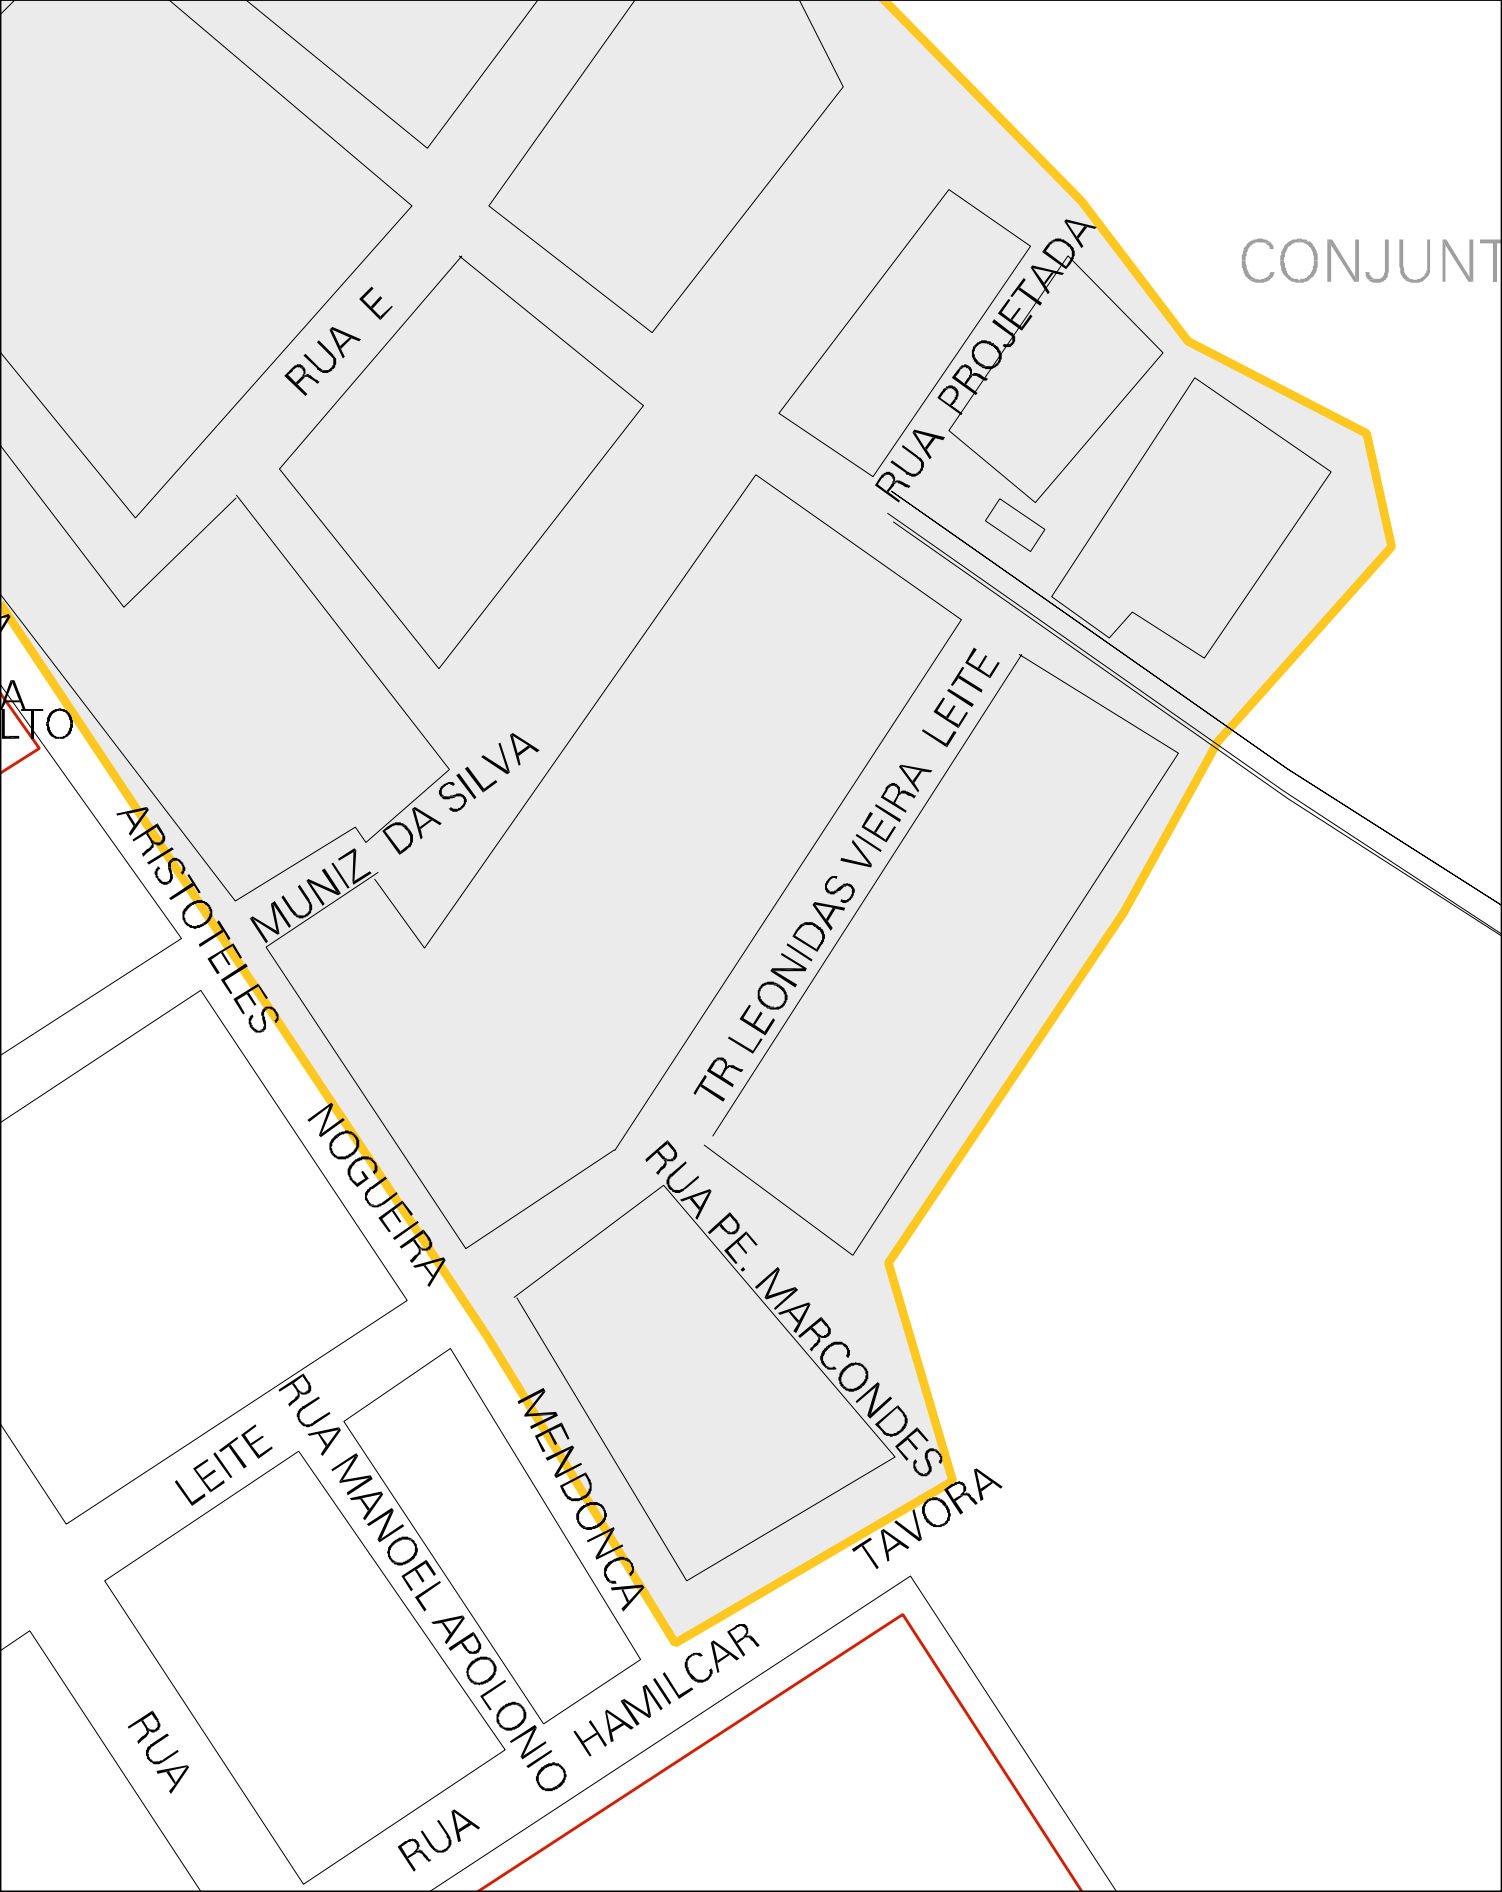 CONJUNT
RUA PROJETADA
RUA E
A
LTO
MUNIZ DA SILVA
TR LEONIDAS VIEIRA LEITE
ARISTOTELES
NOGUEIRA
MENDONCA
RUA PE. MARCONDES
LEITE
RUA MANOEL APOLONIO
RUA
RUA HAMILCAR TAVORA